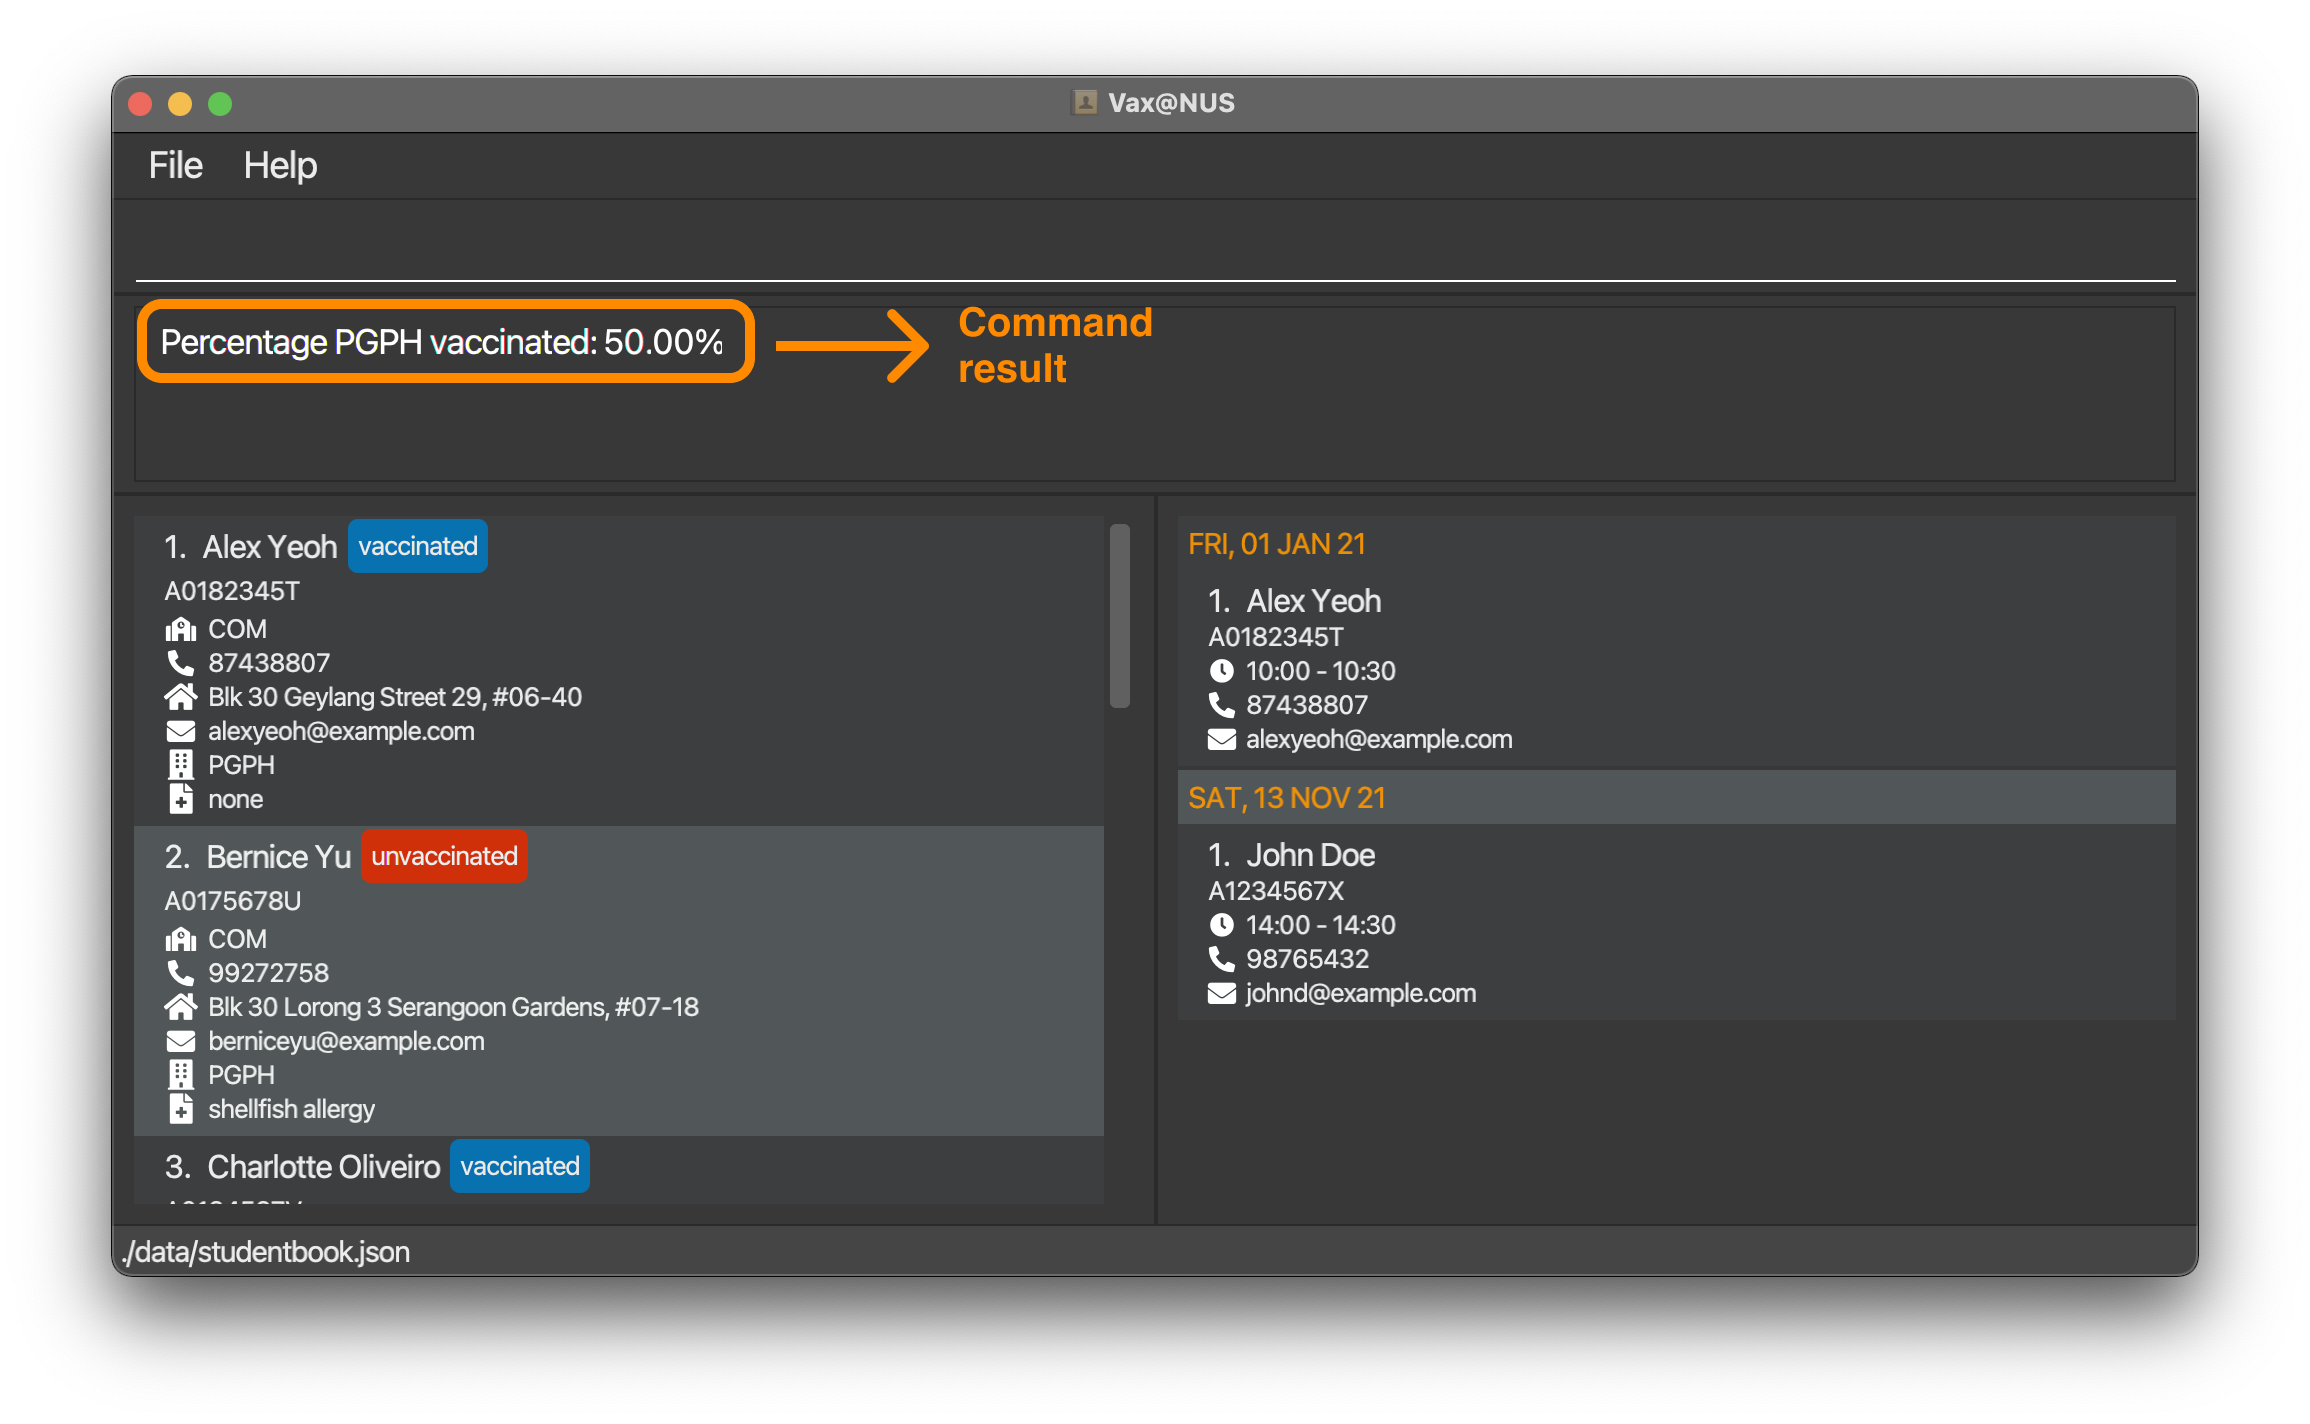 Vax@NUS
File Help
Percentage PGPH vaccinated: 50.00%
Command
result
1. Alex Yeoh vaccinated
A0182345T
COM
87438807
Blk 30 Geylang Street 29, #06-40
alexyeoh@example.com
PGPH
none
2. Bernice Yu unvaccinated
A0175678U
COM
99272758
Blk 30 Lorong 3 Serangoon Gardens, #07-18
berniceyu@example.com
PGPH
shellfish allergy
3. Charlotte Oliveiro vaccinated
FRI, 01 JAN 21
1. Alex Yeoh
A0182345T
10:00 - 10:30
87438807
alexyeoh@example.com
SAT, 13 NOV 21
1. John Doe
A1234567X
14:00 - 14:30
98765432
johnd@example.com
./data/studentbook.json